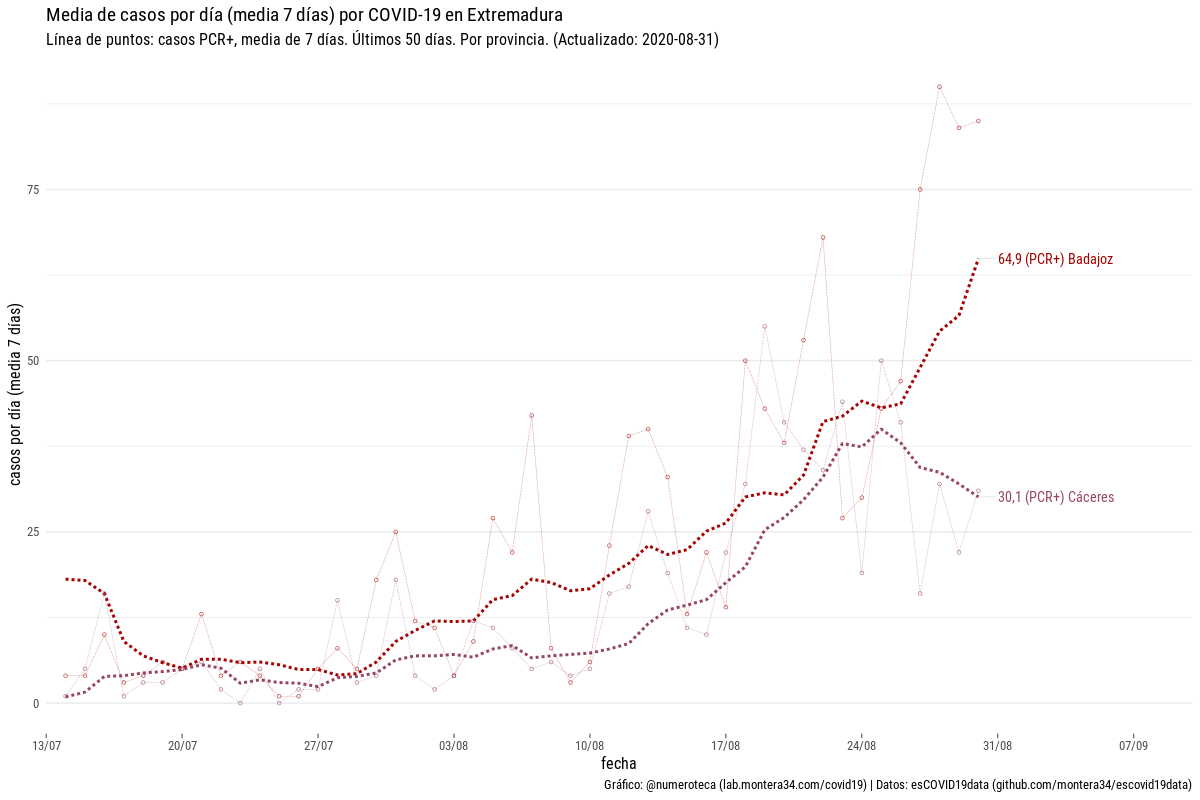 Media de casos por día (media 7 días) por COVID-19 en Extremadura
Línea de puntos: casos PCR+, media de 7 días. Últimos 50 días. Por provincia. (Actualizado: 2020-08-31)
casos por día (media 7 días)
75
50
25
0
64,9 (PCR+) Badajoz
30,1 (PCR+) Cáceres
13/07 20/07 27/07 03/08 10/08 17/08 24/08 31/08 07/09
fecha
Gráfico: @numeroteca (lab.montera34.com/covid19) | Datos: esCOVID19data (github.com/montera34/escovid19data)